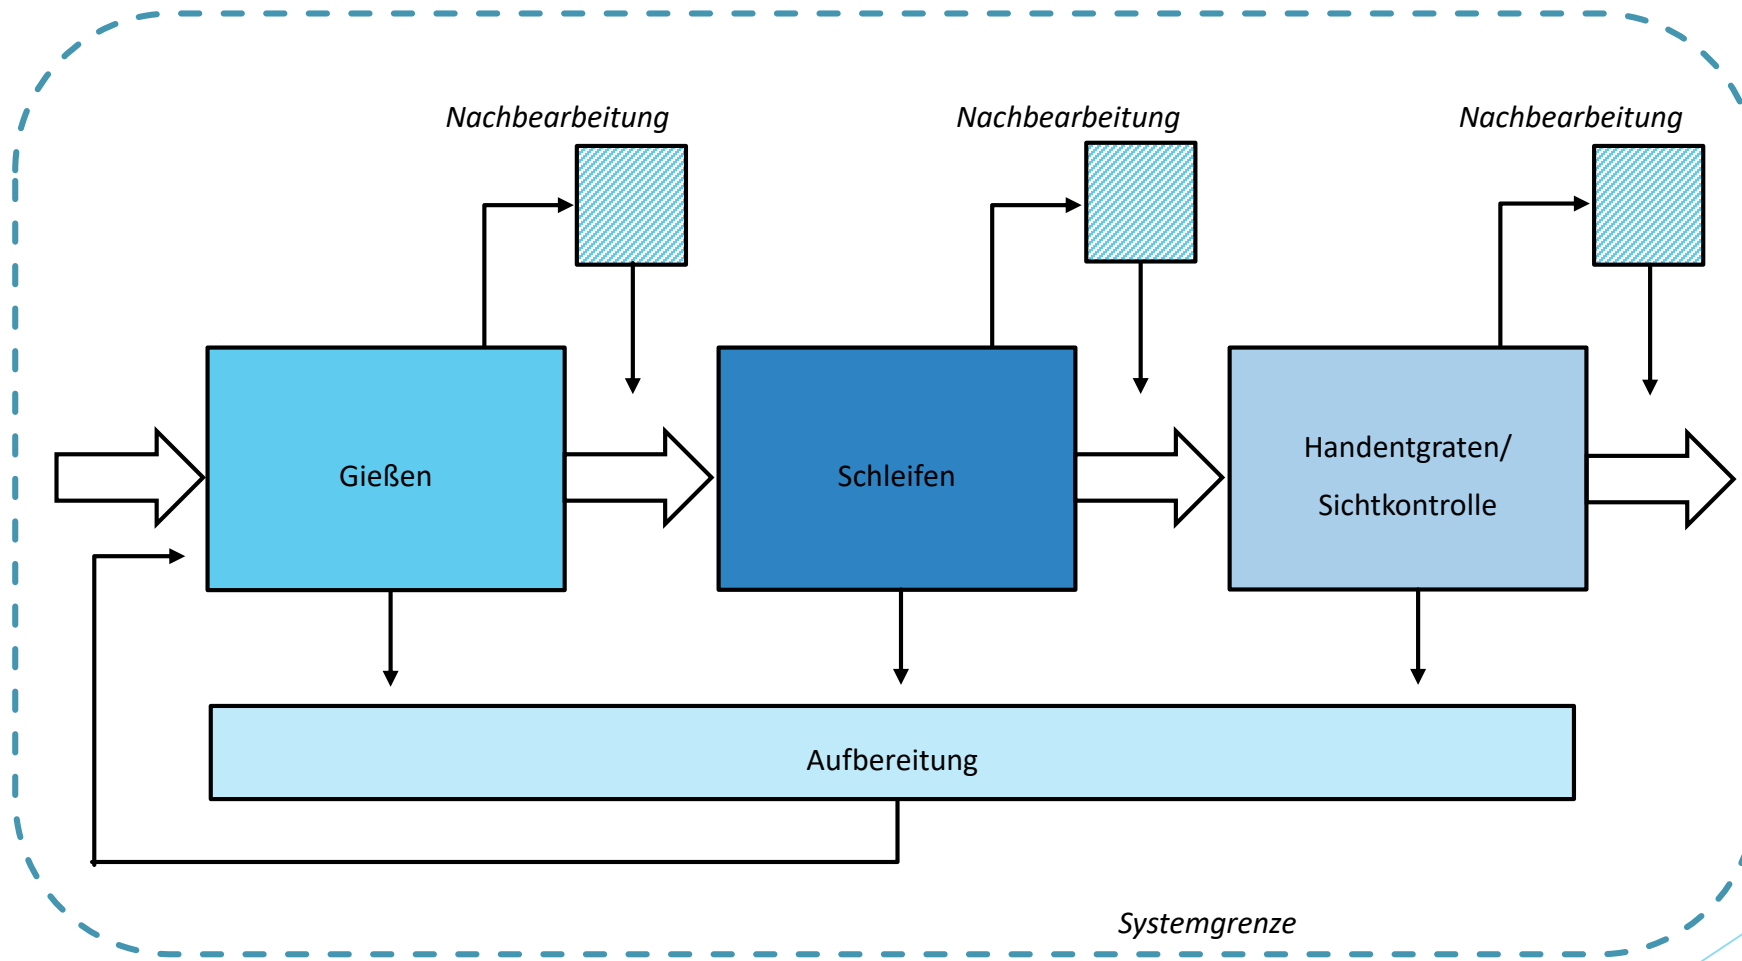 Nachbearbeitung
Nachbearbeitung
Nachbearbeitung
Gießen
Schleifen
Handentgraten/
Sichtkontrolle
Aufbereitung
Systemgrenze